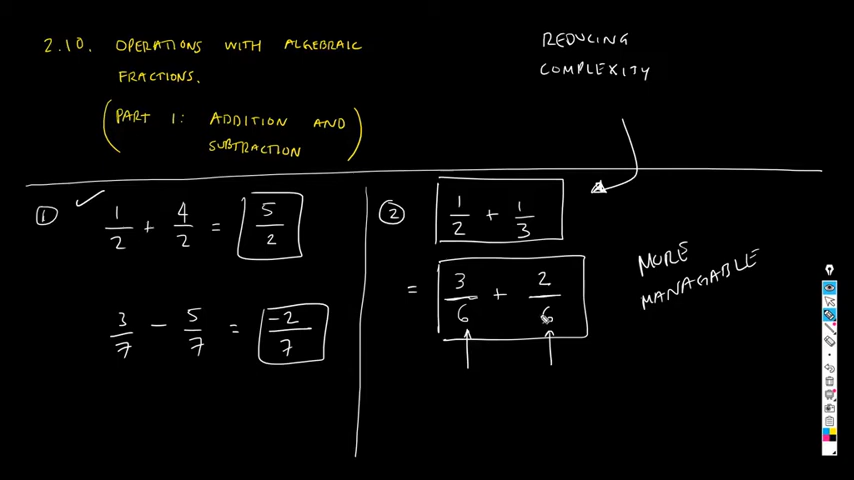 2.10. OPERATIONS WITH ALGEBRAIC
FRACTIONS.
(PART 1: ADDITION AND
SUBTRACTION)
REDUCING
COMPLEXITY
① 1/2 + 4/2 = 5/2
3/7 - 5/7 = -2/7
② 1/2 + 1/3
= 3/6 + 2/6
MORE
MANAGABLE